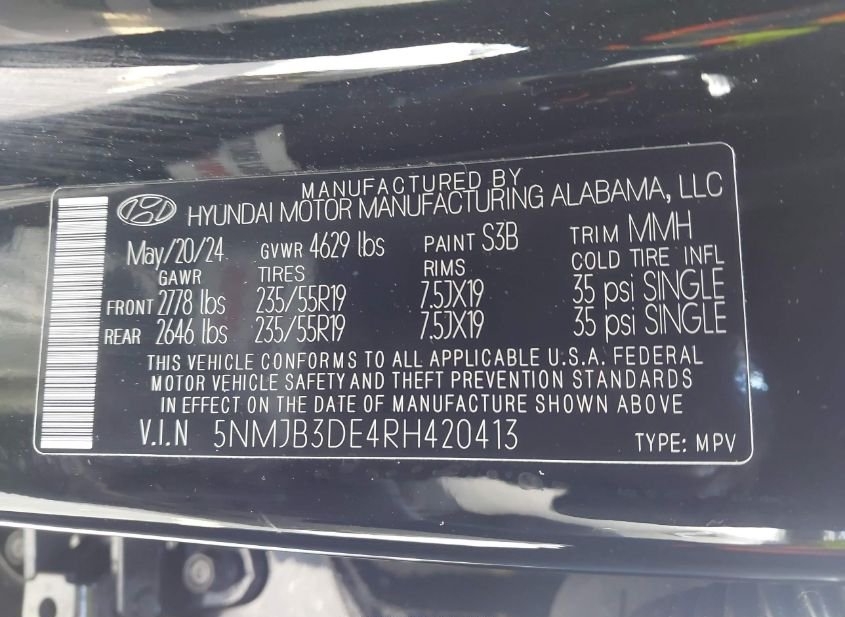 MANUFACTURED BY
HYUNDAI MOTOR MANUFACTURING ALABAMA, LLC
May/20/24 GVWR 4629 lbs PAINT S3B TRIM MMH
GAWR TIRES RIMS COLD TIRE INFL
FRONT 2778 lbs 235/55R19 7.5JX19 35 psi SINGLE
REAR 2646 lbs 235/55R19 7.5JX19 35 psi SINGLE
THIS VEHICLE CONFORMS TO ALL APPLICABLE U.S.A. FEDERAL
MOTOR VEHICLE SAFETY AND THEFT PREVENTION STANDARDS
IN EFFECT ON THE DATE OF MANUFACTURE SHOWN ABOVE
V.I.N 5NMJB3DE4RH420413 TYPE: MPV